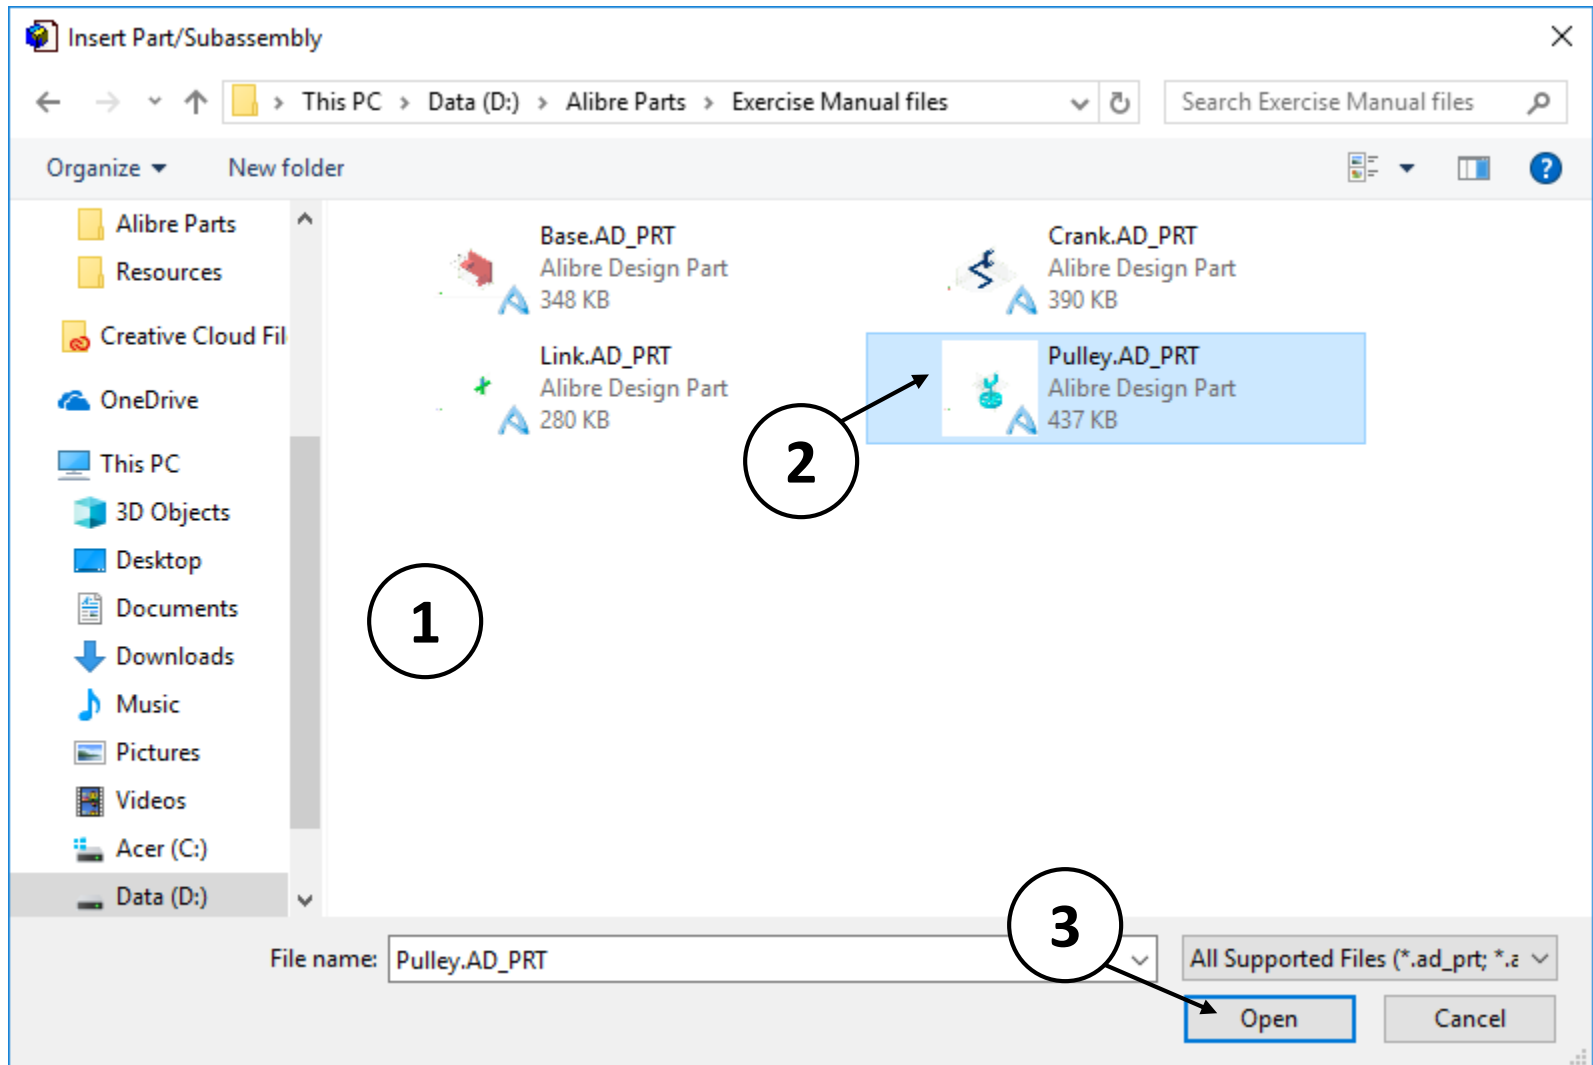 Insert Part/Subassembly
This PC > Data (D:) > Alibre Parts > Exercise Manual files
Search Exercise Manual files
Organize
New folder
?
Alibre Parts
Resources
Creative Cloud Fil
OneDrive
This PC
3D Objects
Desktop
Documents
Downloads
Music
Pictures
Videos
Acer (C:)
Data (D:)
Base.AD_PRT
Alibre Design Part
348 KB
Crank.AD_PRT
Alibre Design Part
390 KB
Link.AD_PRT
Alibre Design Part
280 KB
Pulley.AD_PRT
Alibre Design Part
437 KB
2
1
3
File name: Pulley.AD_PRT
All Supported Files (*.ad_prt; *.a
Open
Cancel